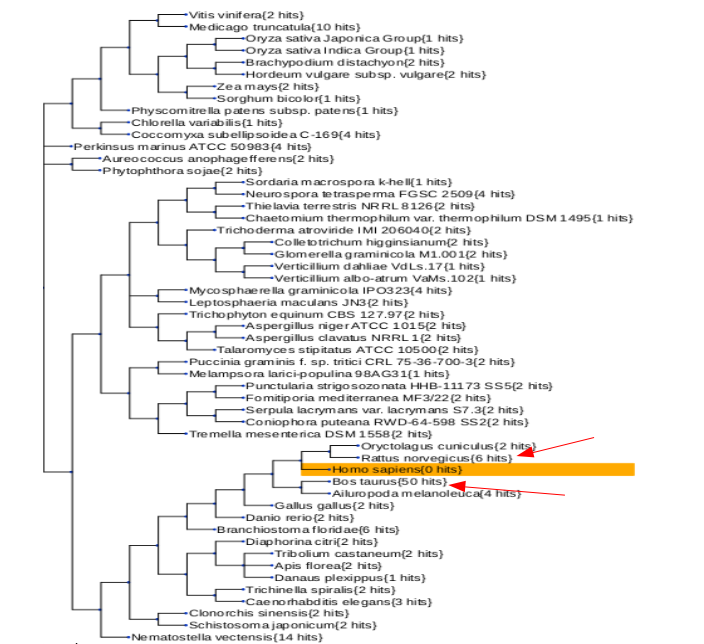 Vitis vinifera{2 hits}
Medicago truncatula{10 hits}
Oryza sativa Japonica Group{1 hits}
Oryza sativa Indica Group{1 hits}
Brachypodium distachyon{2 hits}
Hordeum vulgare subsp. vulgare{2 hits}
Zea mays{2 hits}
Sorghum bicolor{1 hits}
Physcomitrella patens subsp. patens{1 hits}
Chlorella variabilis{1 hits}
Coccomyxa subellipsoidea C-169{4 hits}
Perkinsus marinus ATCC 50983{4 hits}
Aureococcus anophagefferens{2 hits}
Phytophthora sojae{2 hits}
Sordaria macrospora k-hell{1 hits}
Neurospora tetrasperma FGSC 2509{4 hits}
Thielavia terrestris NRRL 8126{2 hits}
Chaetomium thermophilum var. thermophilum DSM 1495{1 hits}
Trichoderma atroviride IMI 206040{2 hits}
Colletotrichum higginsianum{2 hits}
Glomerella graminicola M1.001{2 hits}
Verticillium dahliae VdLs.17{1 hits}
Verticillium albo-atrum VaMs.102{1 hits}
Mycosphaerella graminicola IPO323{4 hits}
Leptosphaeria maculans JN3{2 hits}
Trichophyton equinum CBS 127.97{2 hits}
Aspergillus niger ATCC 1015{2 hits}
Aspergillus clavatus NRRL 1{2 hits}
Talaromyces stipitatus ATCC 10500{2 hits}
Puccinia graminis f. sp. tritici CRL 75-36-700-3{2 hits}
Melampsora larici-populina 98AG31{1 hits}
Punctularia strigosozonata HHB-11173 SS5{2 hits}
Fomitiporia mediterranea MF3/22{2 hits}
Serpula lacrymans var. lacrymans S7.3{2 hits}
Coniophora puteana RWD-64-598 SS2{2 hits}
Tremella mesenterica DSM 1558{2 hits}
Oryctolagus cuniculus{2 hits}
Rattus norvegicus{6 hits}
Homo sapiens{0 hits}
Bos taurus{50 hits}
Ailuropoda melanoleuca{4 hits}
Gallus gallus{2 hits}
Danio rerio{2 hits}
Branchiostoma floridae{6 hits}
Diaphorina citri{2 hits}
Tribolium castaneum{2 hits}
Apis florea{2 hits}
Danaus plexippus{1 hits}
Trichinella spiralis{2 hits}
Caenorhabditis elegans{3 hits}
Clonorchis sinensis{2 hits}
Schistosoma japonicum{2 hits}
Nematostella vectensis{14 hits}